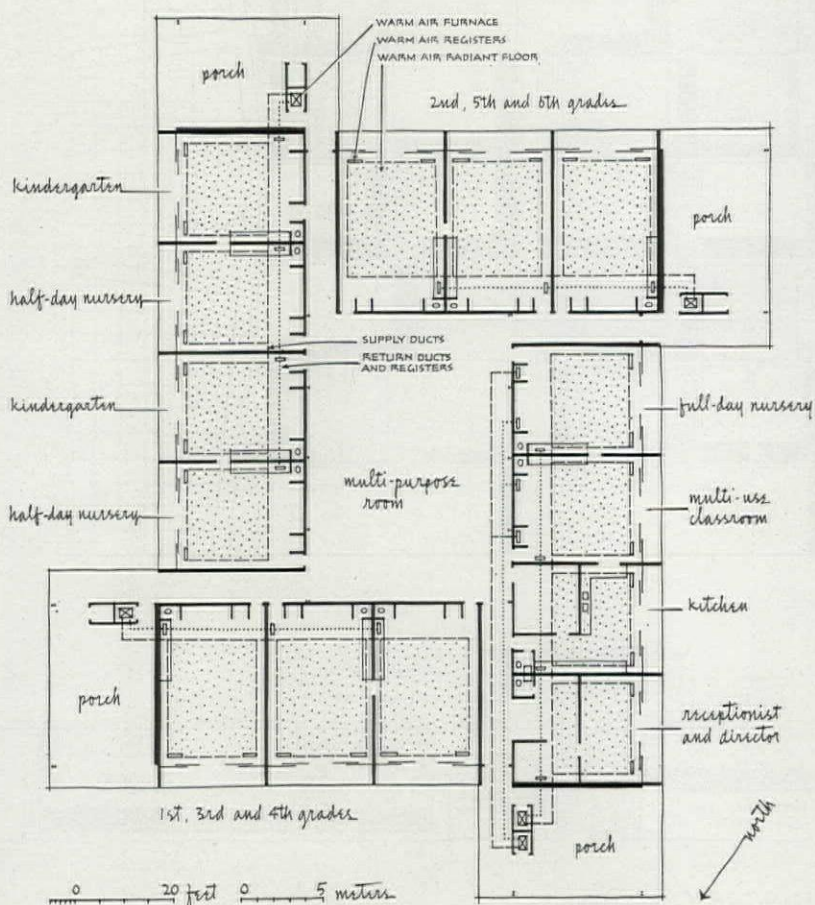 WARM AIR FURNACE
WARM AIR REGISTERS
WARM AIR RADIANT FLOOR
porch
2nd, 5th and 6th grades
kindergarten
porch
half-day nursery
SUPPLY DUCTS
RETURN DUCTS
AND REGISTERS
kindergarten
full-day nursery
half-day nursery
multi-purpose
room
multi-use
classroom
kitchen
porch
receptionist
and director
1st, 3rd and 4th grades
porch
north
0 20 feet 0 5 meters